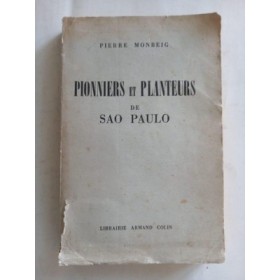 PIERRE MONBEIG
PIONNIERS ET PLANTEURS
DE
SAO PAULO
LIBRAIRIE ARMAND COLIN